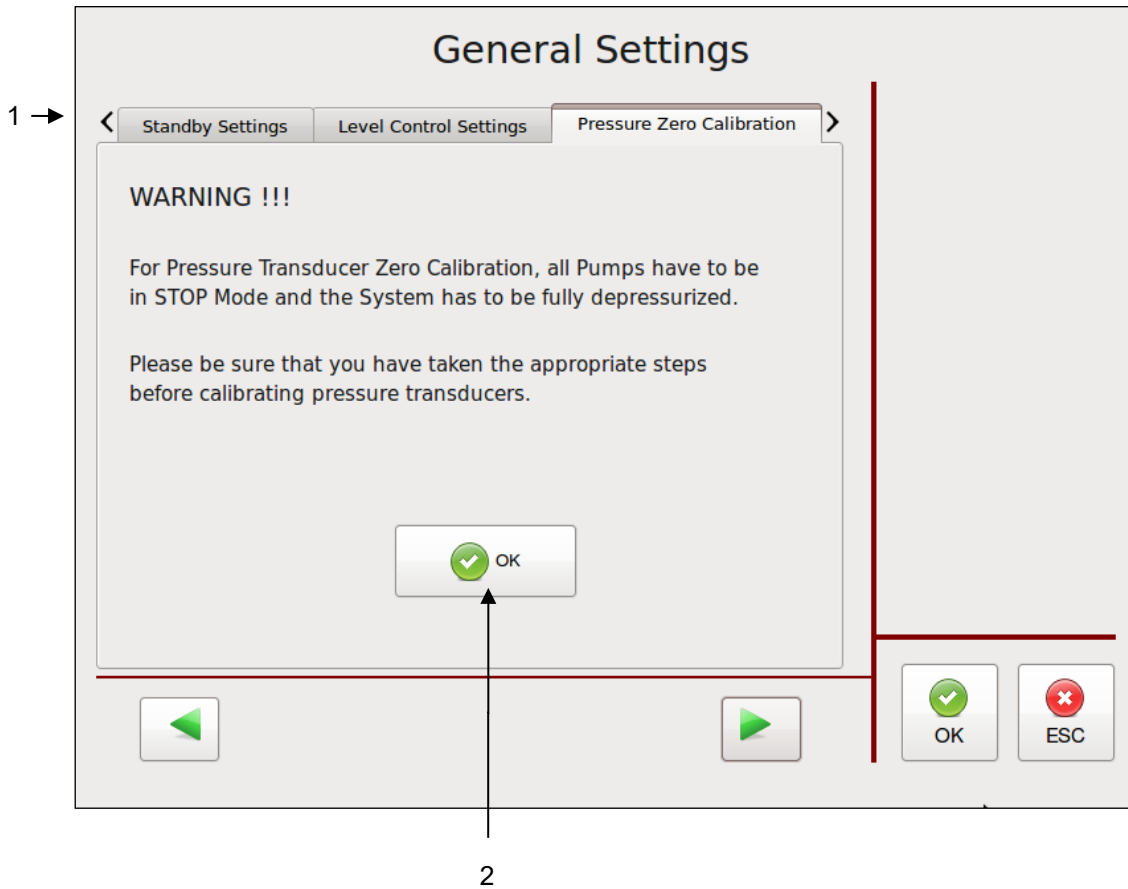 General Settings
1
Standby Settings Level Control Settings Pressure Zero Calibration
WARNING !!!
For Pressure Transducer Zero Calibration, all Pumps have to be
in STOP Mode and the System has to be fully depressurized.
Please be sure that you have taken the appropriate steps
before calibrating pressure transducers.
OK
OK ESC
2